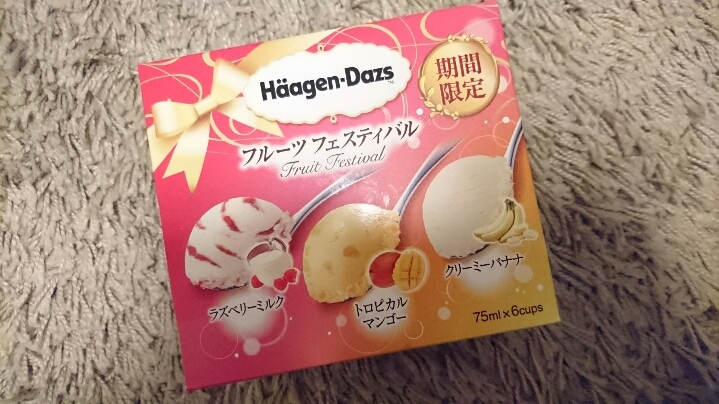 Häagen-Dazs
期間
限定
フルーツ フェスティバル
Fruit Festival
ラズベリーミルク
トロピカル
マンゴー
クリーミーバナナ
75ml×6cups